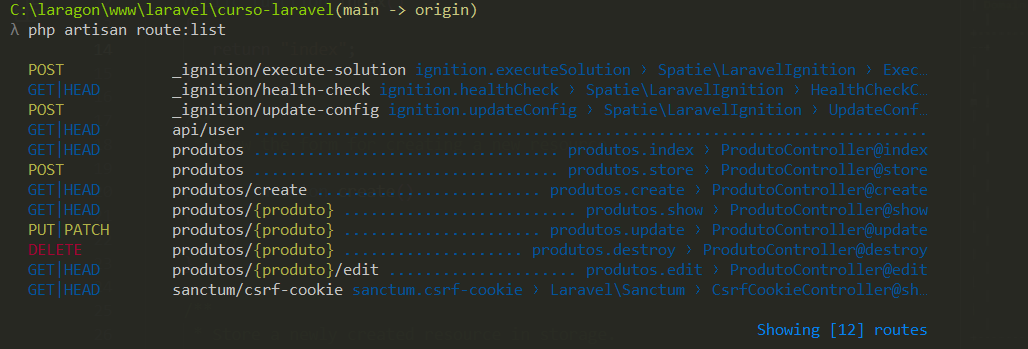 C:\laragon\www\laravel\curso-laravel(main -> origin)
λ php artisan route:list
POST _ignition/execute-solution ignition.executeSolution › Spatie\LaravelIgnition › Exec…
GET|HEAD _ignition/health-check ignition.healthCheck › Spatie\LaravelIgnition › HealthCheckC…
POST _ignition/update-config ignition.updateConfig › Spatie\LaravelIgnition › UpdateConf…
GET|HEAD api/user ...........................................................................
GET|HEAD produtos .................................. produtos.index › ProdutoController@index
POST produtos .................................. produtos.store › ProdutoController@store
GET|HEAD produtos/create ......................... produtos.create › ProdutoController@create
GET|HEAD produtos/{produto} .......................... produtos.show › ProdutoController@show
PUT|PATCH produtos/{produto} ...................... produtos.update › ProdutoController@update
DELETE produtos/{produto} .................... produtos.destroy › ProdutoController@destroy
GET|HEAD produtos/{produto}/edit ..................... produtos.edit › ProdutoController@edit
GET|HEAD sanctum/csrf-cookie sanctum.csrf-cookie › Laravel\Sanctum › CsrfCookieController@sh…
Showing [12] routes